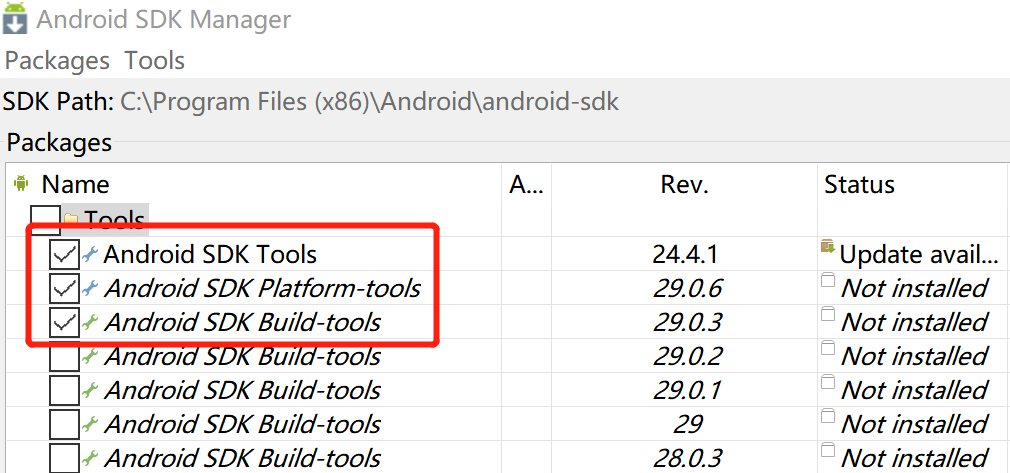 Android SDK Manager
Packages Tools
SDK Path: C:\Program Files (x86)\Android\android-sdk
Packages
Name A... Rev. Status
Tools
Android SDK Tools 24.4.1 Update avail...
Android SDK Platform-tools 29.0.6 Not installed
Android SDK Build-tools 29.0.3 Not installed
Android SDK Build-tools 29.0.2 Not installed
Android SDK Build-tools 29.0.1 Not installed
Android SDK Build-tools 29 Not installed
Android SDK Build-tools 28.0.3 Not installed